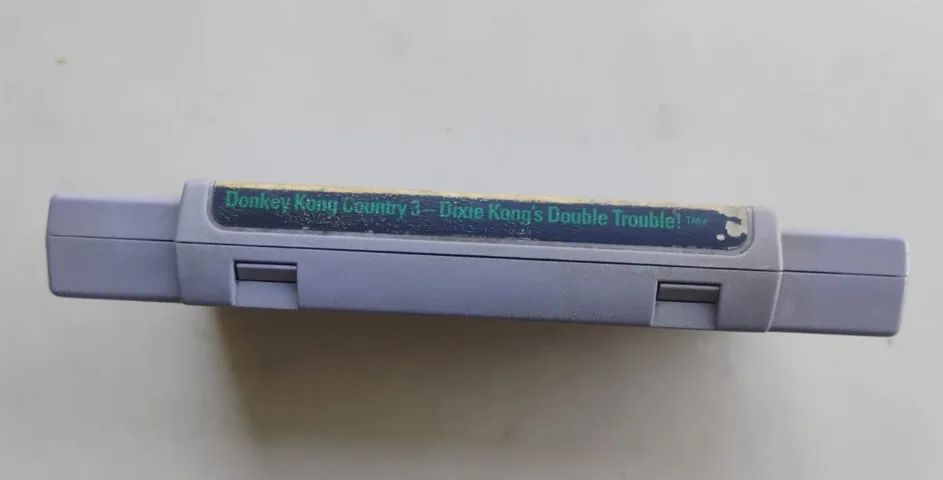 Donkey Kong Country 3 – Dixie Kong's Double Trouble! TM